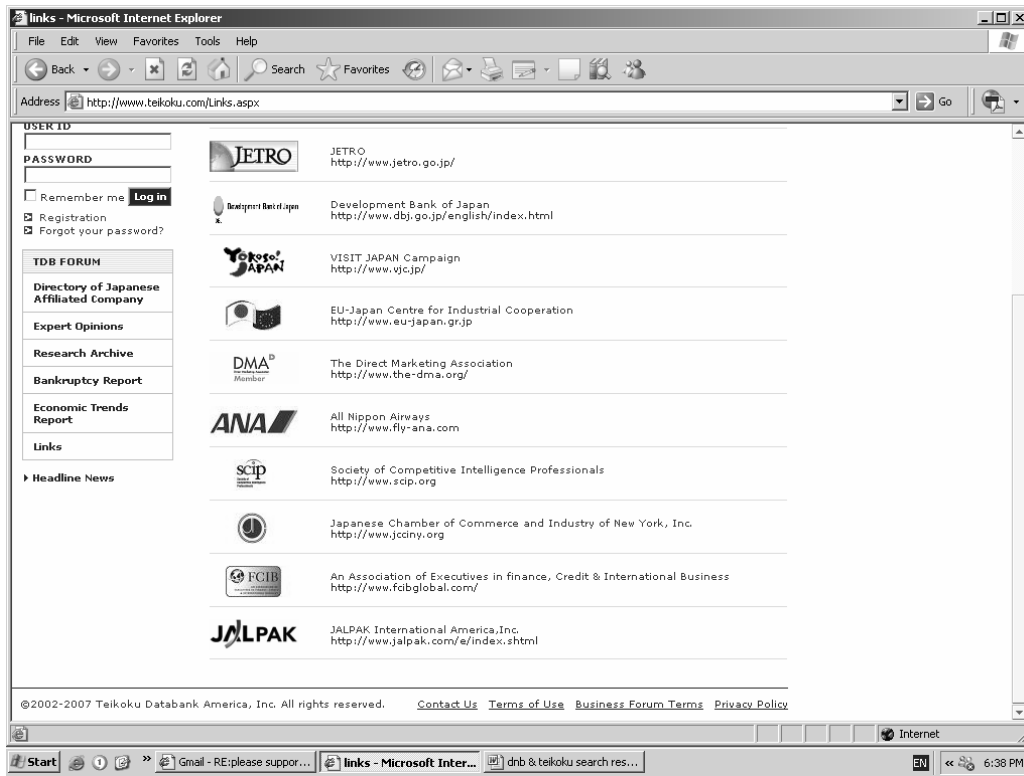 links - Microsoft Internet Explorer
File Edit View Favorites Tools Help
Back Search Favorites
Address http://www.teikoku.com/Links.aspx Go
USER ID
PASSWORD
Remember me Log in
Registration
Forgot your password?
TDB FORUM
Directory of Japanese
Affiliated Company
Expert Opinions
Research Archive
Bankruptcy Report
Economic Trends
Report
Links
Headline News
JETRO
JETRO
http://www.jetro.go.jp/
Development Bank of Japan
Development Bank of Japan
http://www.dbj.go.jp/english/index.html
Yokoso!
JAPAN
VISIT JAPAN Campaign
http://www.vjc.jp/
EU-Japan Centre for Industrial Cooperation
http://www.eu-japan.gr.jp
DMA
Member
The Direct Marketing Association
http://www.the-dma.org/
ANA
All Nippon Airways
http://www.fly-ana.com
scip
Society of Competitive Intelligence Professionals
http://www.scip.org
Japanese Chamber of Commerce and Industry of New York, Inc.
http://www.jcciny.org
FCIB
An Association of Executives in finance, Credit & International Business
http://www.fcibglobal.com/
JALPAK
JALPAK International America,Inc.
http://www.jalpak.com/e/index.shtml
©2002-2007 Teikoku Databank America, Inc. All rights reserved. Contact Us Terms of Use Business Forum Terms Privacy Policy
Internet
Start » Gmail - RE:please suppor... links - Microsoft Inter... dnb & teikoku search res... EN « 6:38 PM